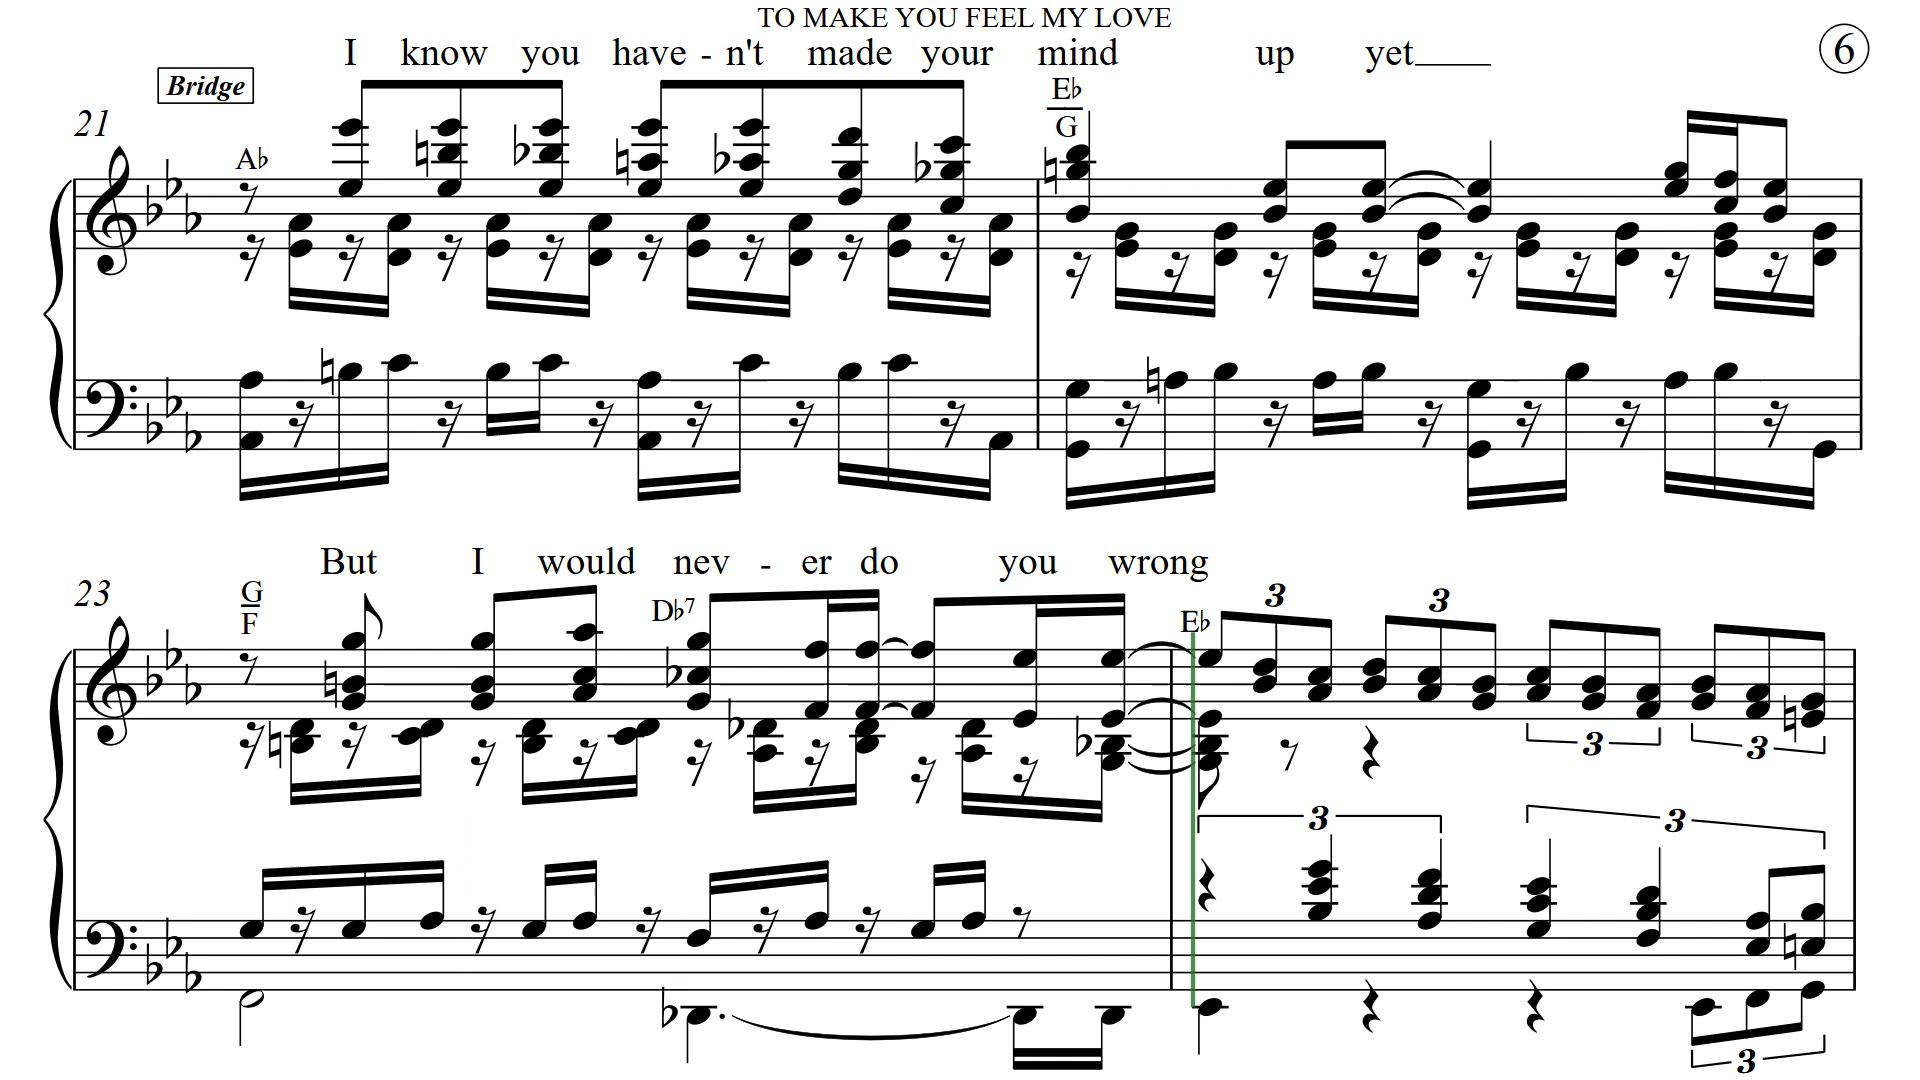 TO MAKE YOU FEEL MY LOVE
I know you have - n't made your mind up yet____
6
Bridge
21
A♭
E♭
G
But I would nev - er do you wrong
23
G
F
D♭7
E♭
3 3
3 3
3 3
3